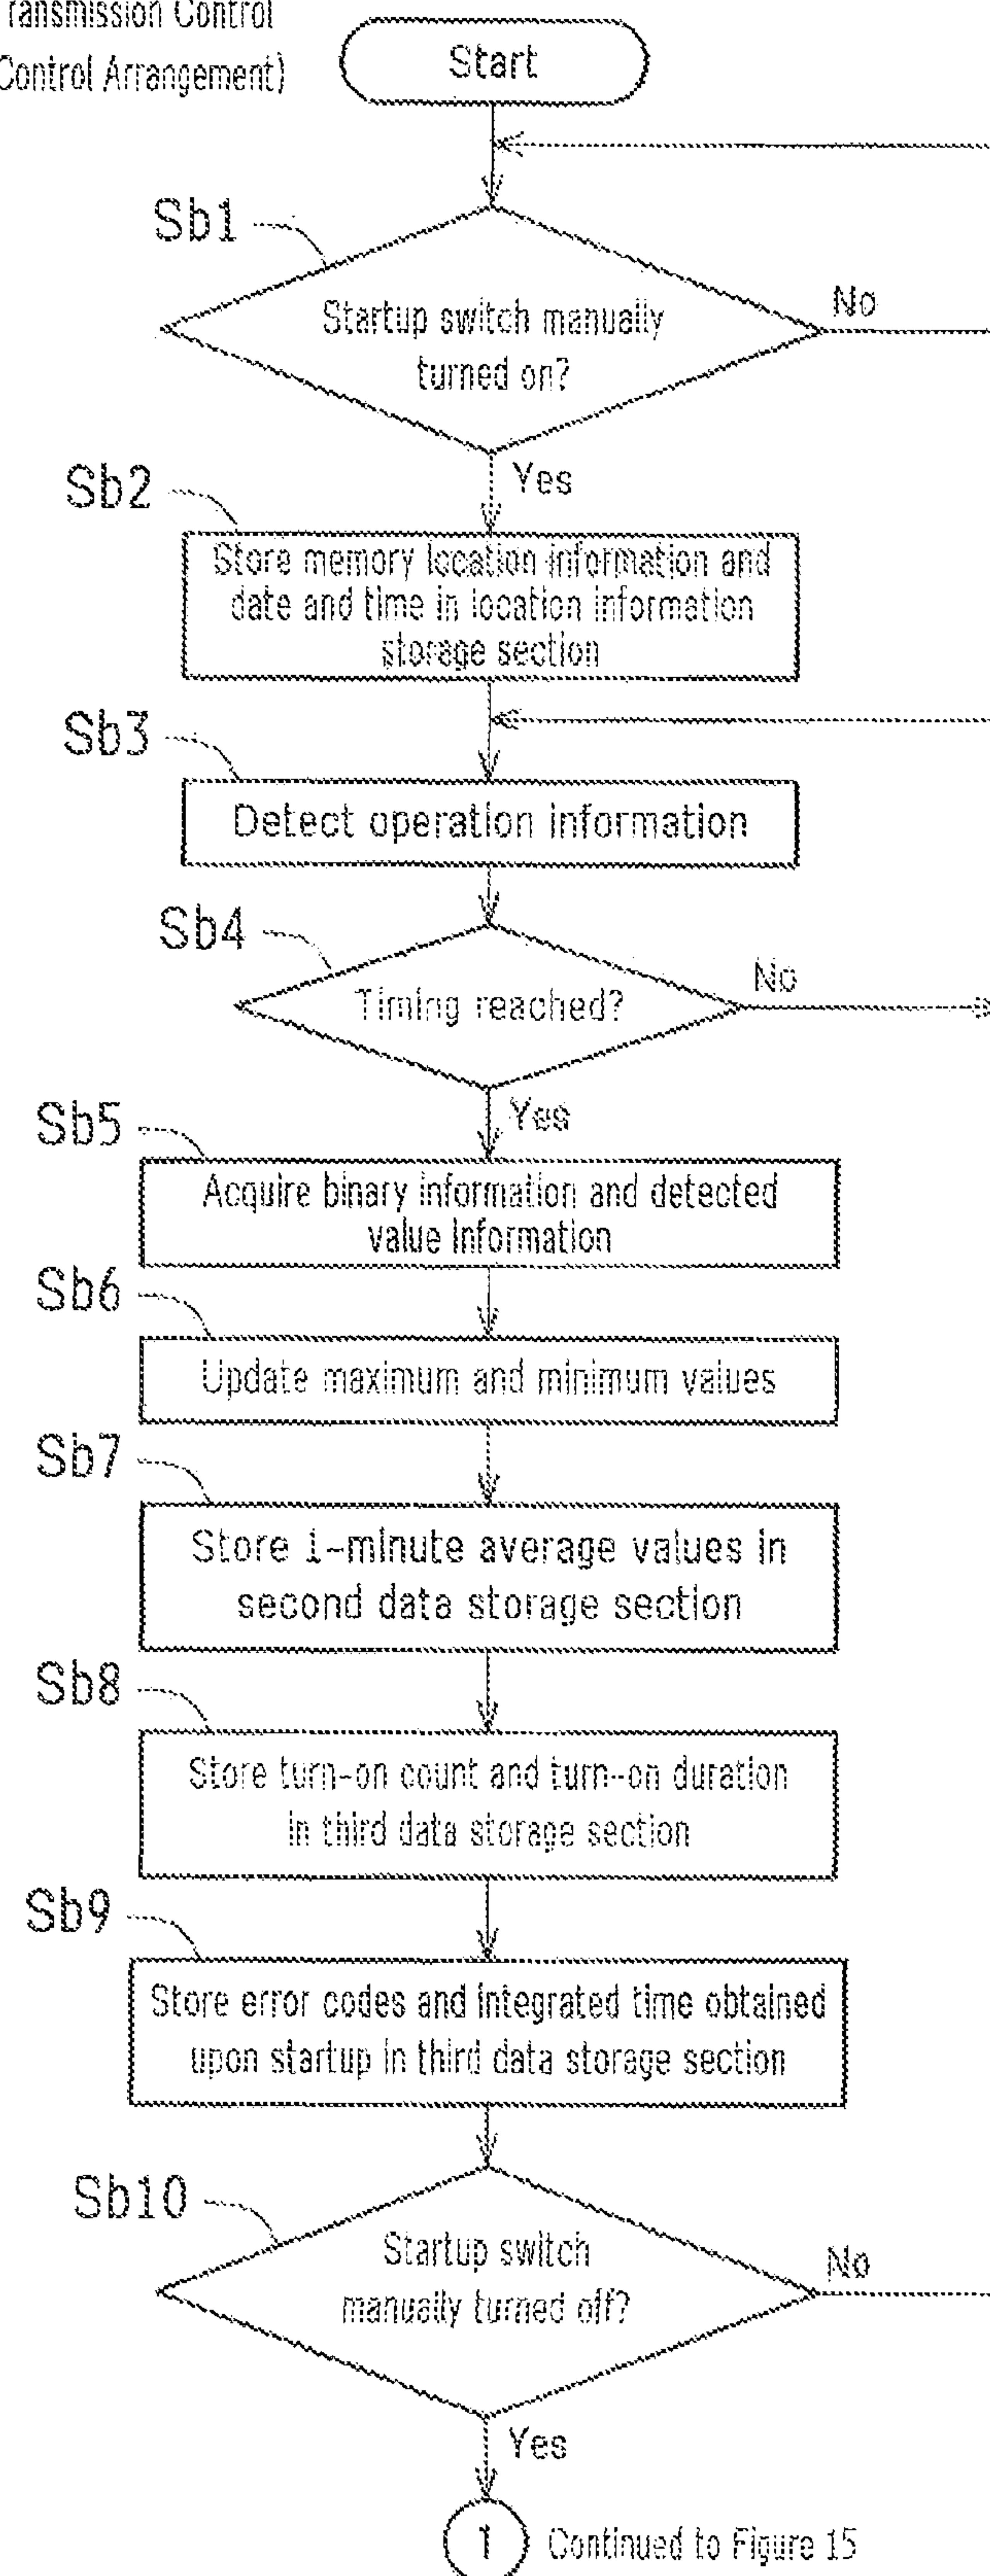 ransmission Control
Control Arrangement)
Start
Sb1
Startup switch manually
turned on?
No
Yes
Sb2
Store memory location information and
date and time in location information
storage section
Sb3
Detect operation information
Sb4
Timing reached?
No
Yes
Sb5
Acquire binary information and detected
value information
Sb6
Update maximum and minimum values
Sb7
Store 1-minute average values in
second data storage section
Sb8
Store turn-on count and turn-on duration
in third data storage section
Sb9
Store error codes and integrated time obtained
upon startup in third data storage section
Sb10
Startup switch
manually turned off?
No
Yes
1 Continued to Figure 15